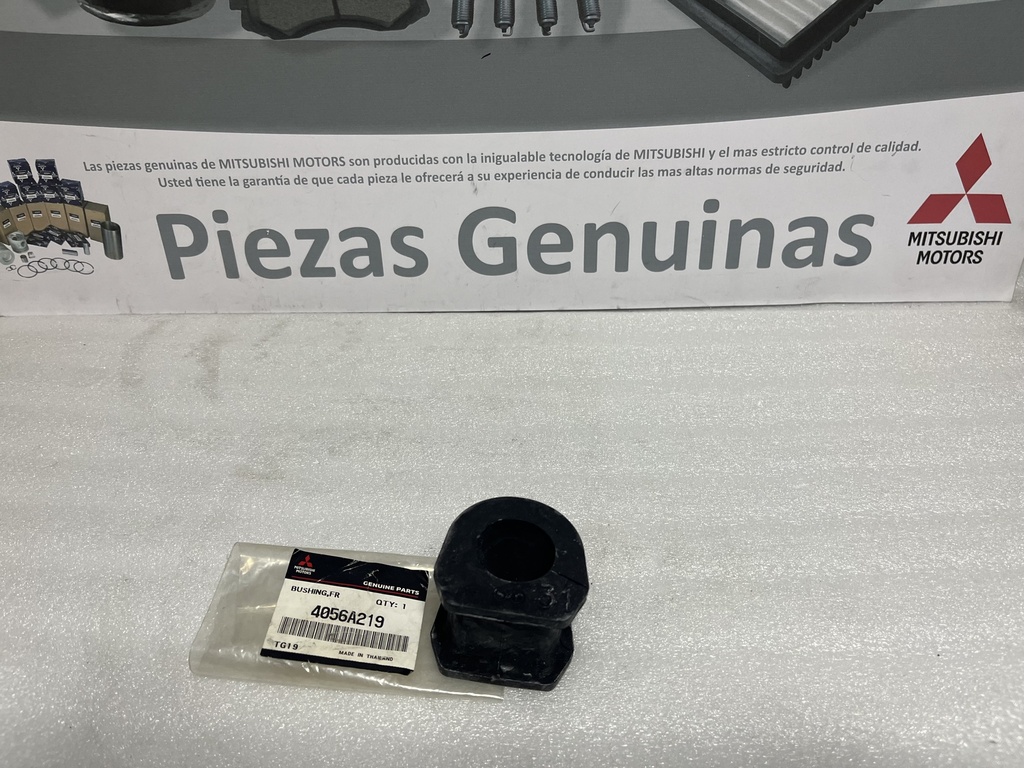 Las piezas genuinas de MITSUBISHI MOTORS son producidas con la inigualable tecnología de MITSUBISHI y el mas estricto control de calidad.
Usted tiene la garantía de que cada pieza le ofrecerá a su experiencia de conducir las mas altas normas de seguridad.
Piezas Genuinas
MITSUBISHI
MOTORS
MITSUBISHI
MOTORS
GENUINE PARTS
BUSHING,FR
QTY: 1
4056A219
TG19
MADE IN THAILAND